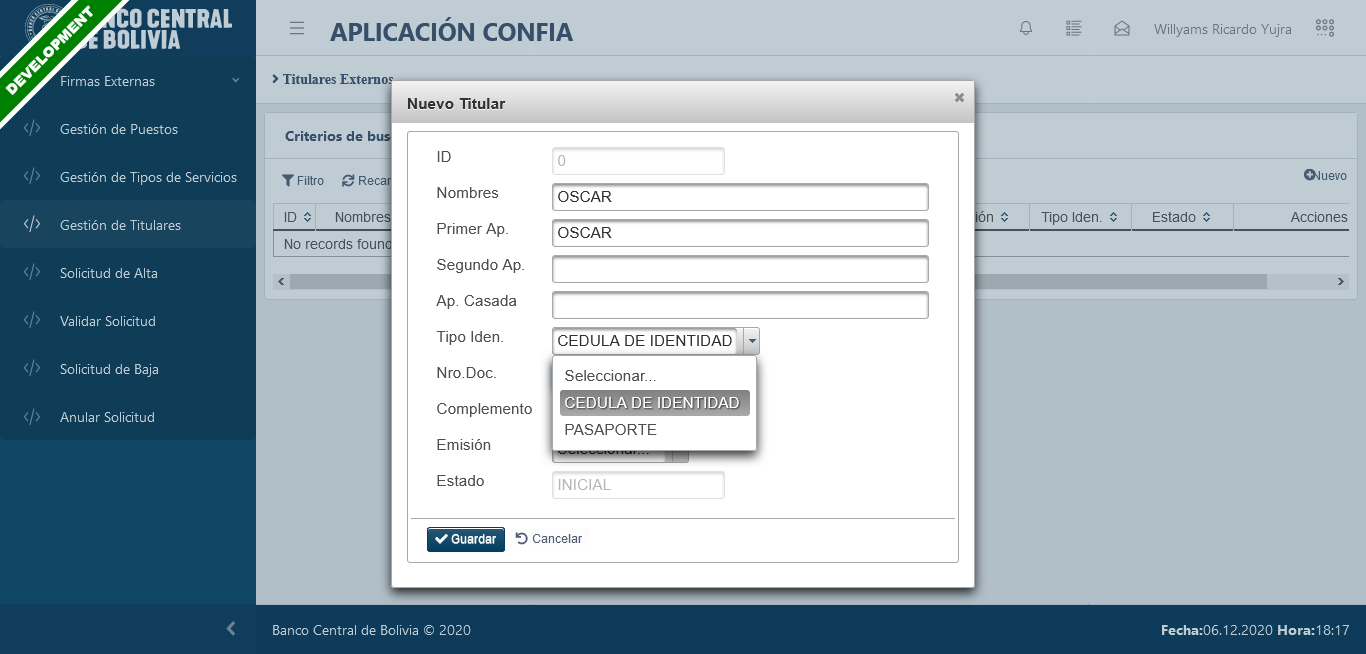 BANCO CENTRAL
DE BOLIVIA
DEVELOPMENT
APLICACIÓN CONFIA
Willyams Ricardo Yujra
Firmas Externas
Gestión de Puestos
Gestión de Tipos de Servicios
Gestión de Titulares
Solicitud de Alta
Validar Solicitud
Solicitud de Baja
Anular Solicitud
Titulares Externos
Criterios de bus
Filtro Recar
Nuevo
ID Nombres ión Tipo Iden. Estado Acciones
No records found
Nuevo Titular
ID 0
Nombres OSCAR
Primer Ap. OSCAR
Segundo Ap.
Ap. Casada
Tipo Iden. CEDULA DE IDENTIDAD
Seleccionar...
CEDULA DE IDENTIDAD
PASAPORTE
Nro.Doc.
Complemento
Emisión Seleccionar...
Estado INICIAL
Guardar Cancelar
Banco Central de Bolivia © 2020
Fecha:06.12.2020 Hora:18:17